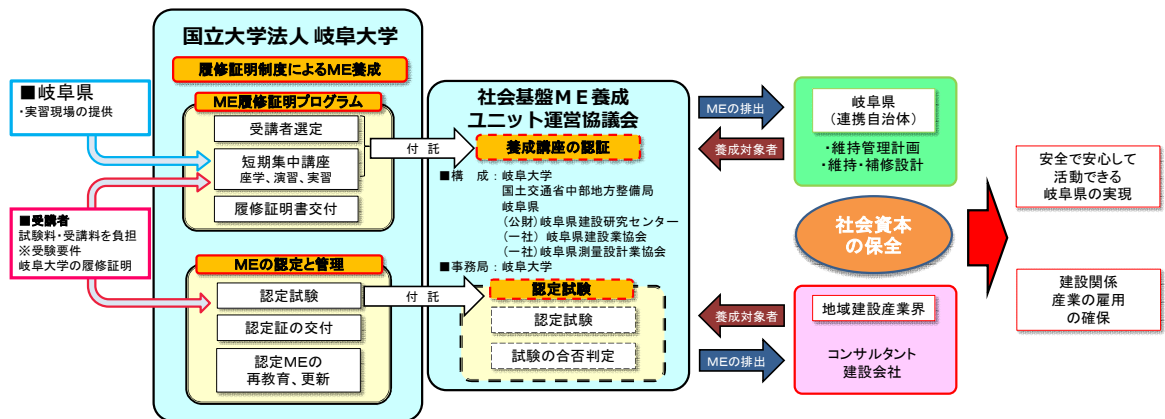 ■岐阜県
・実習現場の提供
■受講者
試験料・受講料を負担
※受験要件
岐阜大学の履修証明
国立大学法人 岐阜大学
履修証明制度によるME養成
ME履修証明プログラム
受講者選定
短期集中講座
座学、演習、実習
履修証明書交付
MEの認定と管理
認定試験
認定証の交付
認定MEの
再教育、更新
付 託
付 託
社会基盤ME養成
ユニット運営協議会
養成講座の認証
■構 成：岐阜大学
国土交通省中部地方整備局
岐阜県
（公財）岐阜県建設研究センター
（一社） 岐阜県建設業協会
（一社）岐阜県測量設計業協会
■事務局：岐阜大学
認定試験
認定試験
試験の合否判定
MEの排出
養成対象者
養成対象者
MEの排出
岐阜県
（連携自治体）
・維持管理計画
・維持・補修設計
社会資本
の保全
地域建設産業界
コンサルタント
建設会社
安全で安心して
活動できる
岐阜県の実現
建設関係
産業の雇用
の確保